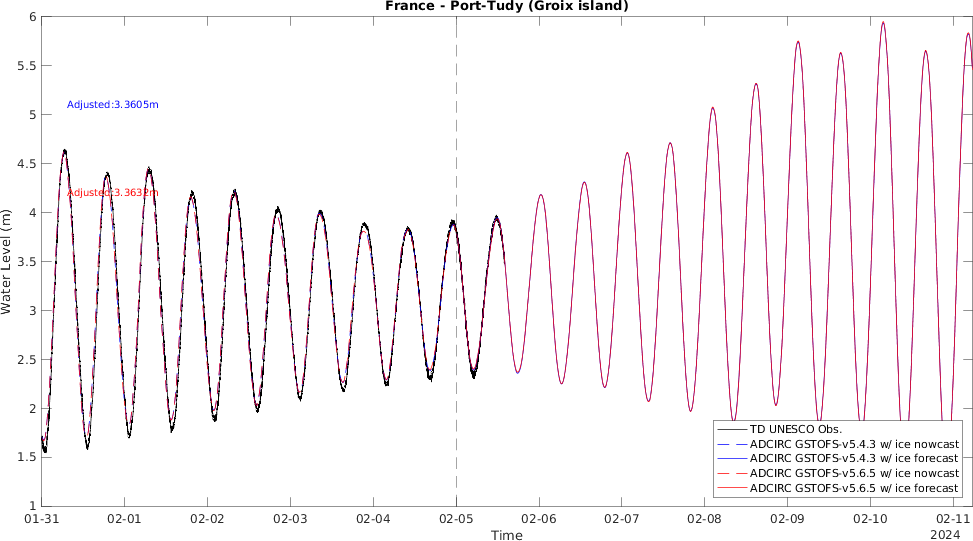 France - Port-Tudy (Groix island)
6
5.5
5
4.5
4
3.5
3
2.5
2
1.5
1
Water Level (m)
Adjusted:3.3605m
Adjusted:3.3632m
TD UNESCO Obs.
ADCIRC GSTOFS-v5.4.3 w/ ice nowcast
ADCIRC GSTOFS-v5.4.3 w/ ice forecast
ADCIRC GSTOFS-v5.6.5 w/ ice nowcast
ADCIRC GSTOFS-v5.6.5 w/ ice forecast
01-31 02-01 02-02 02-03 02-04 02-05 02-06 02-07 02-08 02-09 02-10 02-11
Time
2024